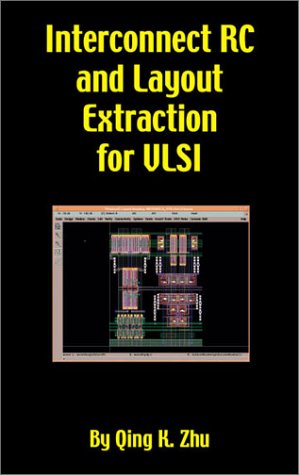 Interconnect RC
and Layout
Extraction
for VLSI
By Qing K. Zhu